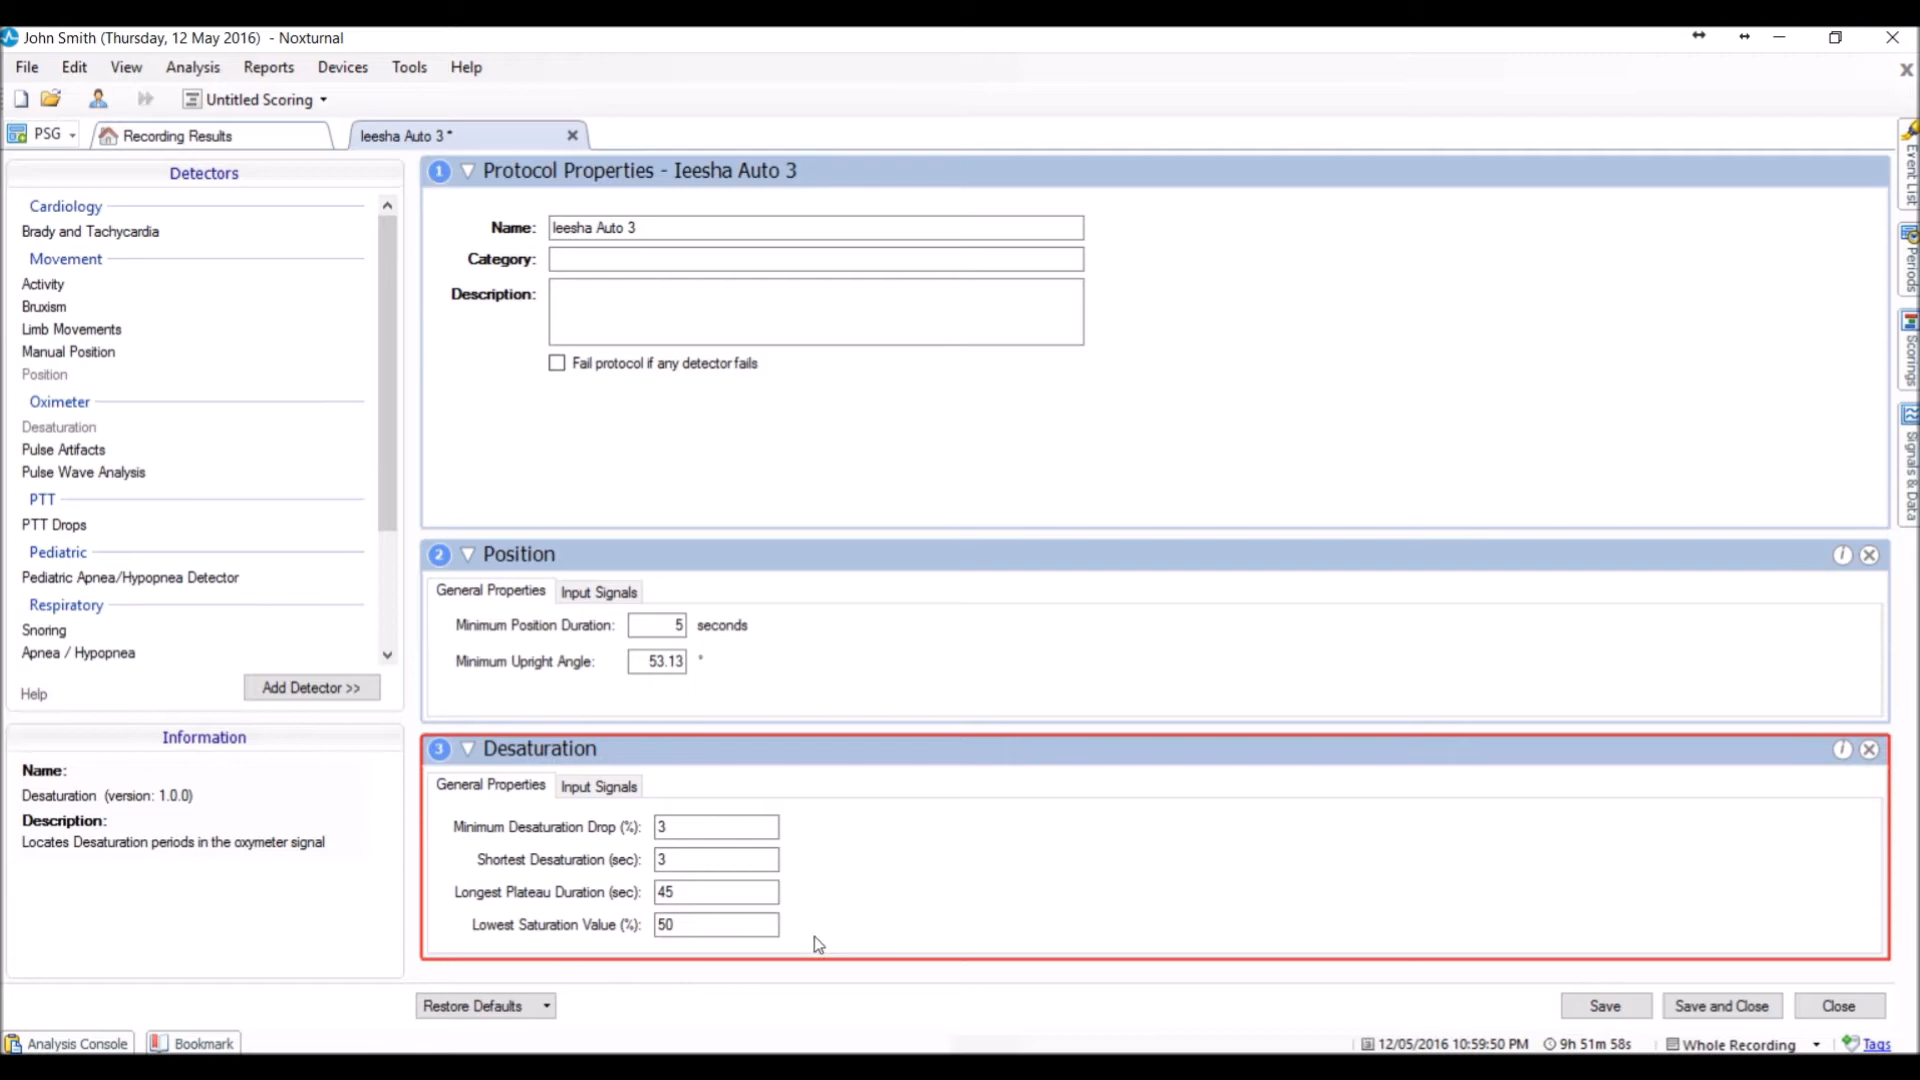 John Smith (Thursday, 12 May 2016) - Noxturnal
File Edit View Analysis Reports Devices Tools Help
Untitled Scoring
PSG Recording Results Ieesha Auto 3 *
Detectors
Cardiology
Brady and Tachycardia
Movement
Activity
Bruxism
Limb Movements
Manual Position
Position
Oximeter
Desaturation
Pulse Artifacts
Pulse Wave Analysis
PTT
PTT Drops
Pediatric
Pediatric Apnea/Hypopnea Detector
Respiratory
Snoring
Apnea / Hypopnea
Help Add Detector >>
Information
Name:
Desaturation (version: 1.0.0)
Description:
Locates Desaturation periods in the oxymeter signal
1 Protocol Properties - Ieesha Auto 3
Name: Ieesha Auto 3
Category:
Description:
Fail protocol if any detector fails
2 Position
General Properties Input Signals
Minimum Position Duration: 5 seconds
Minimum Upright Angle: 53.13 °
3 Desaturation
General Properties Input Signals
Minimum Desaturation Drop (%): 3
Shortest Desaturation (sec): 3
Longest Plateau Duration (sec): 45
Lowest Saturation Value (%): 50
Restore Defaults Save Save and Close Close
Event List
Periods
Scorings
Signals & Data
Analysis Console Bookmark 12/05/2016 10:59:50 PM 9h 51m 58s Whole Recording Tags